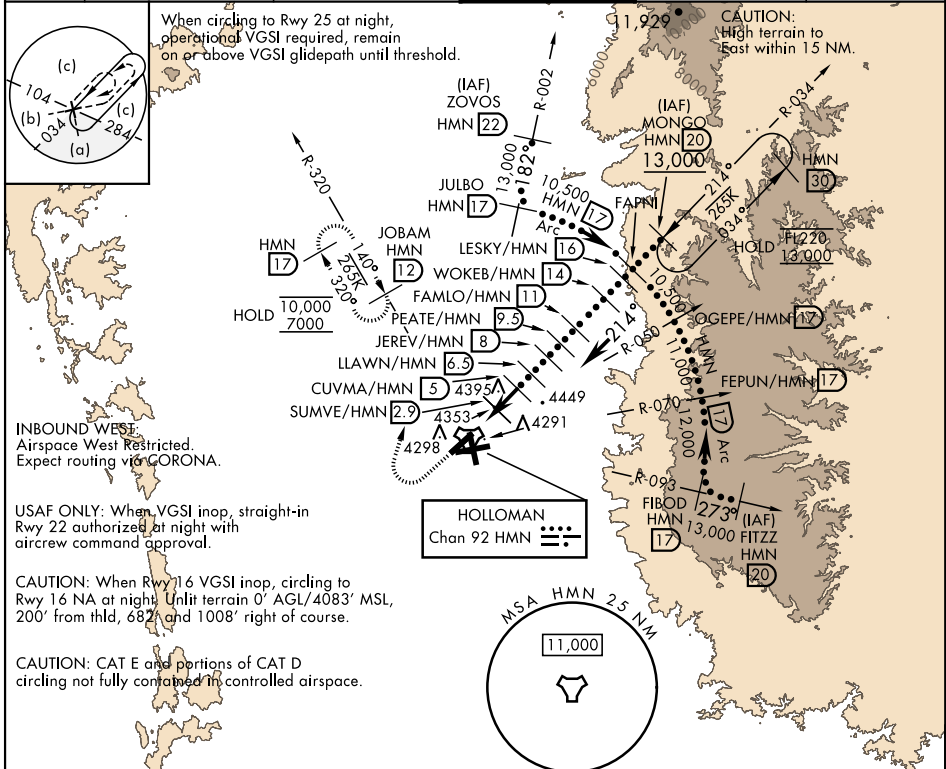 When circling to Rwy 25 at night,
operational VGSI required, remain
on or above VGSI glidepath until threshold.
11,929
CAUTION:
High terrain to
East within 15 NM.
(c)
104
(b)
034
(a)
284
(c)
6000
8000
10,000
R-002
(IAF)
ZOVOS
HMN 22
13,000
182°
(IAF)
MONGO
HMN 20
13,000
R-034
214°
265K
034°
HMN
30
HOLD FL220
13,000
R-320
JULBO
HMN 17
10,500
HMN 17
Arc
FAPNI
HMN
17
140°
265K
320°
JOBAM
HMN
12
HOLD 10,000
7000
LESKY/HMN 16
WOKEB/HMN 14
FAMLO/HMN 11
PEATE/HMN 9.5
JEREV/HMN 8
LLAWN/HMN 6.5
CUVMA/HMN 5
SUMVE/HMN 2.9
214°
R-050
10,500
HMN
OGEPE/HMN 17
11,000
FEPUN/HMN 17
R-070
17 Arc
12,000
4395
4449
4353
4291
4298
R-093
FIBOD
HMN
17
273°
13,000
(IAF)
FITZZ
HMN
20
INBOUND WEST:
Airspace West Restricted.
Expect routing via CORONA.
USAF ONLY: When VGSI inop, straight-in
Rwy 22 authorized at night with
aircrew command approval.
HOLLOMAN
Chan 92 HMN
CAUTION: When Rwy 16 VGSI inop, circling to
Rwy 16 NA at night. Unlit terrain 0' AGL/4083' MSL,
200' from thld, 682' and 1008' right of course.
CAUTION: CAT E and portions of CAT D
circling not fully contained in controlled airspace.
MSA HMN 25 NM
11,000